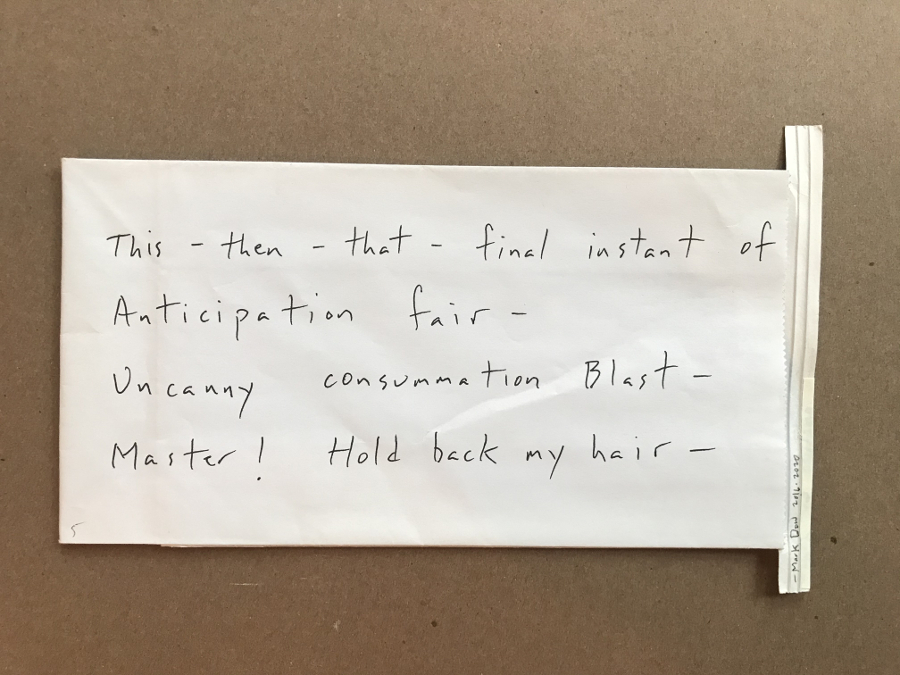 This – then – that – final instant of
Anticipation fair –
Uncanny consummation Blast –
Master! Hold back my hair –
5
– Mark Dow 2016-2020